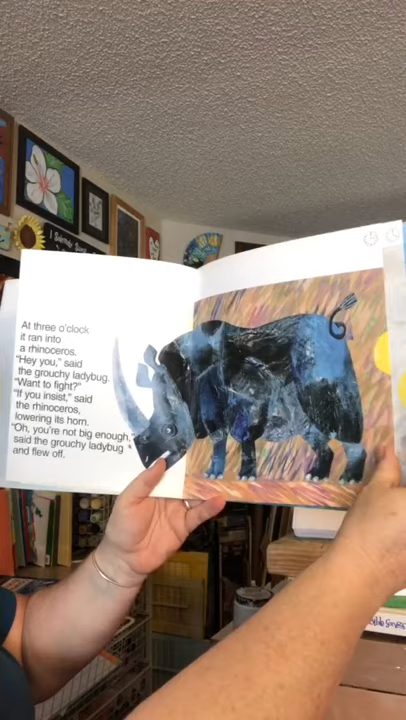 At three o'clock
it ran into
a rhinoceros.
"Hey you," said
the grouchy ladybug.
"Want to fight?"
"If you insist," said
the rhinoceros,
lowering its horn.
"Oh, you're not big enough,"
said the grouchy ladybug
and flew off.